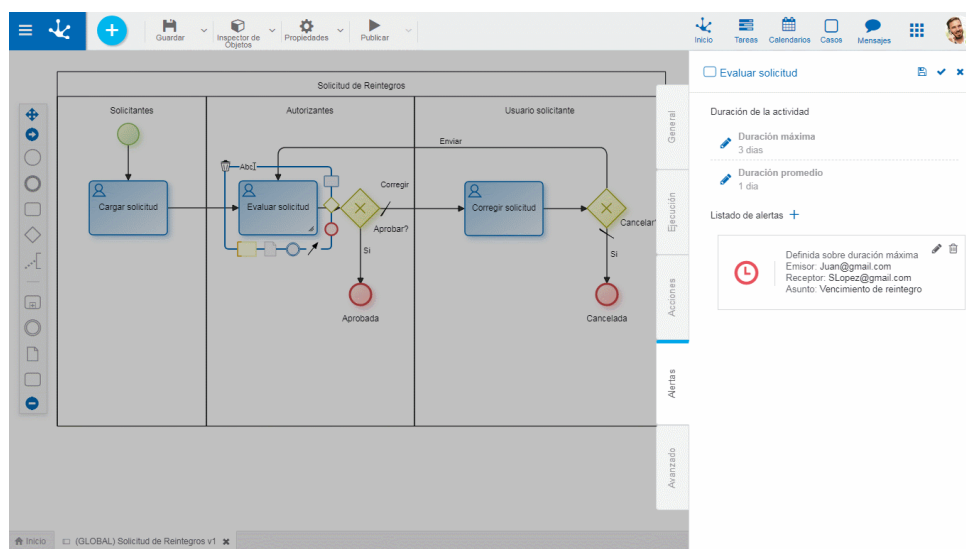 Guardar
Inspector de
Objetos
Propiedades
Publicar
Inicio
Tareas
Calendarios
Casos
Mensajes
Solicitud de Reintegros
Solicitantes
Autorizantes
Usuario solicitante
Enviar
Abc
Cargar solicitud
Evaluar solicitud
Corregir
Aprobar?
Si
Aprobada
Corregir solicitud
Cancelar?
Si
Cancelada
General
Ejecución
Acciones
Alertas
Avanzado
Evaluar solicitud
Duración de la actividad
Duración máxima
3 dias
Duración promedio
1 dia
Listado de alertas
Definida sobre duración máxima
Emisor: Juan@gmail.com
Receptor: SLopez@gmail.com
Asunto: Vencimiento de reintegro
Inicio
(GLOBAL) Solicitud de Reintegros v1